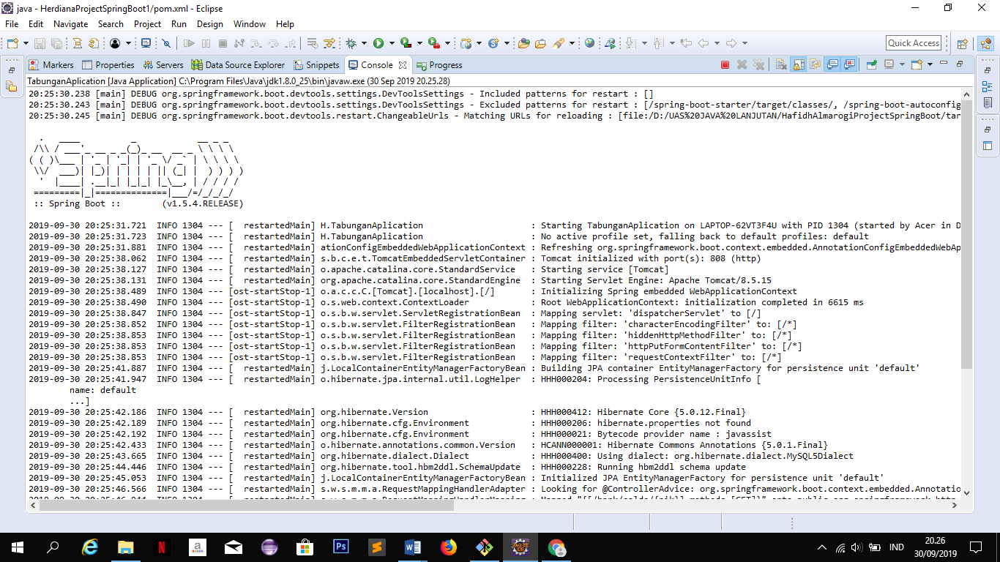 java - HerdianaProjectSpringBoot1/pom.xml - Eclipse
File Edit Navigate Search Project Run Design Window Help
Quick Access
Markers Properties Servers Data Source Explorer Snippets Console Progress
TabunganAplication [Java Application] C:\Program Files\Java\jdk1.8.0_25\bin\javaw.exe (30 Sep 2019 20.25.28)
20:25:30.238 [main] DEBUG org.springframework.boot.devtools.settings.DevToolsSettings - Included patterns for restart : []
20:25:30.243 [main] DEBUG org.springframework.boot.devtools.settings.DevToolsSettings - Excluded patterns for restart : [/spring-boot-starter/target/classes/, /spring-boot-autoconfig
20:25:30.245 [main] DEBUG org.springframework.boot.devtools.restart.ChangeableUrls - Matching URLs for reloading : [file:/D:/UAS%20JAVA%20LANJUTAN/HafidhAlmarogiProjectSpringBoot/tar
Spring
:: Spring Boot :: (v1.5.4.RELEASE)
2019-09-30 20:25:31.721 INFO 1304 --- [ restartedMain] H.TabunganAplication : Starting TabunganAplication on LAPTOP-62VT3F4U with PID 1304 (started by Acer in D
2019-09-30 20:25:31.723 INFO 1304 --- [ restartedMain] H.TabunganAplication : No active profile set, falling back to default profiles: default
2019-09-30 20:25:31.881 INFO 1304 --- [ restartedMain] ationConfigEmbeddedWebApplicationContext : Refreshing org.springframework.boot.context.embedded.AnnotationConfigEmbeddedWebAp
2019-09-30 20:25:38.062 INFO 1304 --- [ restartedMain] s.b.c.e.t.TomcatEmbeddedServletContainer : Tomcat initialized with port(s): 808 (http)
2019-09-30 20:25:38.127 INFO 1304 --- [ restartedMain] o.apache.catalina.core.StandardService : Starting service [Tomcat]
2019-09-30 20:25:38.131 INFO 1304 --- [ restartedMain] org.apache.catalina.core.StandardEngine : Starting Servlet Engine: Apache Tomcat/8.5.15
2019-09-30 20:25:38.489 INFO 1304 --- [ost-startStop-1] o.a.c.c.C.[Tomcat].[localhost].[/] : Initializing Spring embedded WebApplicationContext
2019-09-30 20:25:38.490 INFO 1304 --- [ost-startStop-1] o.s.web.context.ContextLoader : Root WebApplicationContext: initialization completed in 6615 ms
2019-09-30 20:25:38.847 INFO 1304 --- [ost-startStop-1] o.s.b.w.servlet.ServletRegistrationBean : Mapping servlet: 'dispatcherServlet' to [/]
2019-09-30 20:25:38.852 INFO 1304 --- [ost-startStop-1] o.s.b.w.servlet.FilterRegistrationBean : Mapping filter: 'characterEncodingFilter' to: [/*]
2019-09-30 20:25:38.853 INFO 1304 --- [ost-startStop-1] o.s.b.w.servlet.FilterRegistrationBean : Mapping filter: 'hiddenHttpMethodFilter' to: [/*]
2019-09-30 20:25:38.853 INFO 1304 --- [ost-startStop-1] o.s.b.w.servlet.FilterRegistrationBean : Mapping filter: 'httpPutFormContentFilter' to: [/*]
2019-09-30 20:25:38.853 INFO 1304 --- [ost-startStop-1] o.s.b.w.servlet.FilterRegistrationBean : Mapping filter: 'requestContextFilter' to: [/*]
2019-09-30 20:25:41.887 INFO 1304 --- [ restartedMain] j.LocalContainerEntityManagerFactoryBean : Building JPA container EntityManagerFactory for persistence unit 'default'
2019-09-30 20:25:41.947 INFO 1304 --- [ restartedMain] o.hibernate.jpa.internal.util.LogHelper : HHH000204: Processing PersistenceUnitInfo [
name: default
...]
2019-09-30 20:25:42.186 INFO 1304 --- [ restartedMain] org.hibernate.Version : HHH000412: Hibernate Core {5.0.12.Final}
2019-09-30 20:25:42.189 INFO 1304 --- [ restartedMain] org.hibernate.cfg.Environment : HHH000206: hibernate.properties not found
2019-09-30 20:25:42.192 INFO 1304 --- [ restartedMain] org.hibernate.cfg.Environment : HHH000021: Bytecode provider name : javassist
2019-09-30 20:25:42.433 INFO 1304 --- [ restartedMain] o.hibernate.annotations.common.Version : HCANN000001: Hibernate Commons Annotations {5.0.1.Final}
2019-09-30 20:25:43.665 INFO 1304 --- [ restartedMain] org.hibernate.dialect.Dialect : HHH000400: Using dialect: org.hibernate.dialect.MySQL5Dialect
2019-09-30 20:25:44.446 INFO 1304 --- [ restartedMain] org.hibernate.tool.hbm2ddl.SchemaUpdate : HHH000228: Running hbm2ddl schema update
2019-09-30 20:25:45.053 INFO 1304 --- [ restartedMain] j.LocalContainerEntityManagerFactoryBean : Initialized JPA EntityManagerFactory for persistence unit 'default'
2019-09-30 20:25:46.566 INFO 1304 --- [ restartedMain] s.w.s.m.m.a.RequestMappingHandlerAdapter : Looking for @ControllerAdvice: org.springframework.boot.context.embedded.Annotatio
IND
20.26
30/09/2019